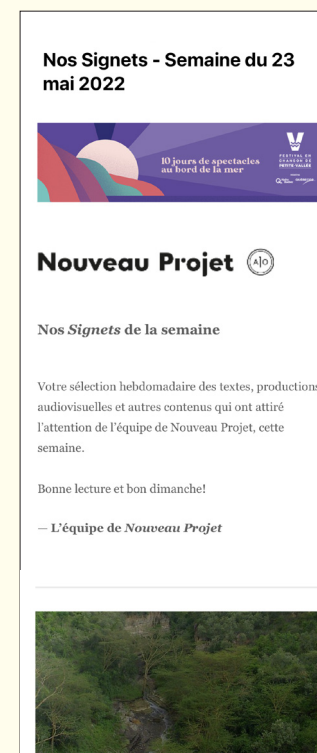 Nos Signets - Semaine du 23
mai 2022
10 jours de spectacles
au bord de la mer
FESTIVAL EN
CHANSON DE
PETITE VALLÉE
Nouveau Projet
A|O
Nos Signets de la semaine
Votre sélection hebdomadaire des textes, productions
audiovisuelles et autres contenus qui ont attiré
l'attention de l'équipe de Nouveau Projet, cette
semaine.
Bonne lecture et bon dimanche!
— L'équipe de Nouveau Projet